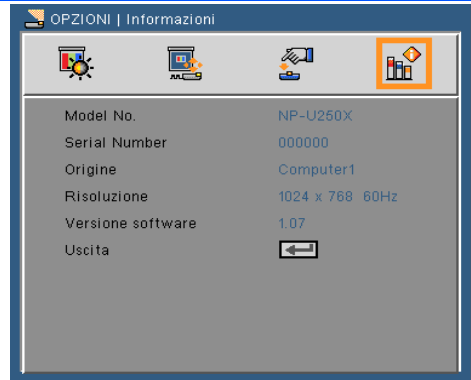 OPZIONI | Informazioni
Model No. NP-U250X
Serial Number 000000
Origine Computer1
Risoluzione 1024 x 768 60Hz
Versione software 1.07
Uscita